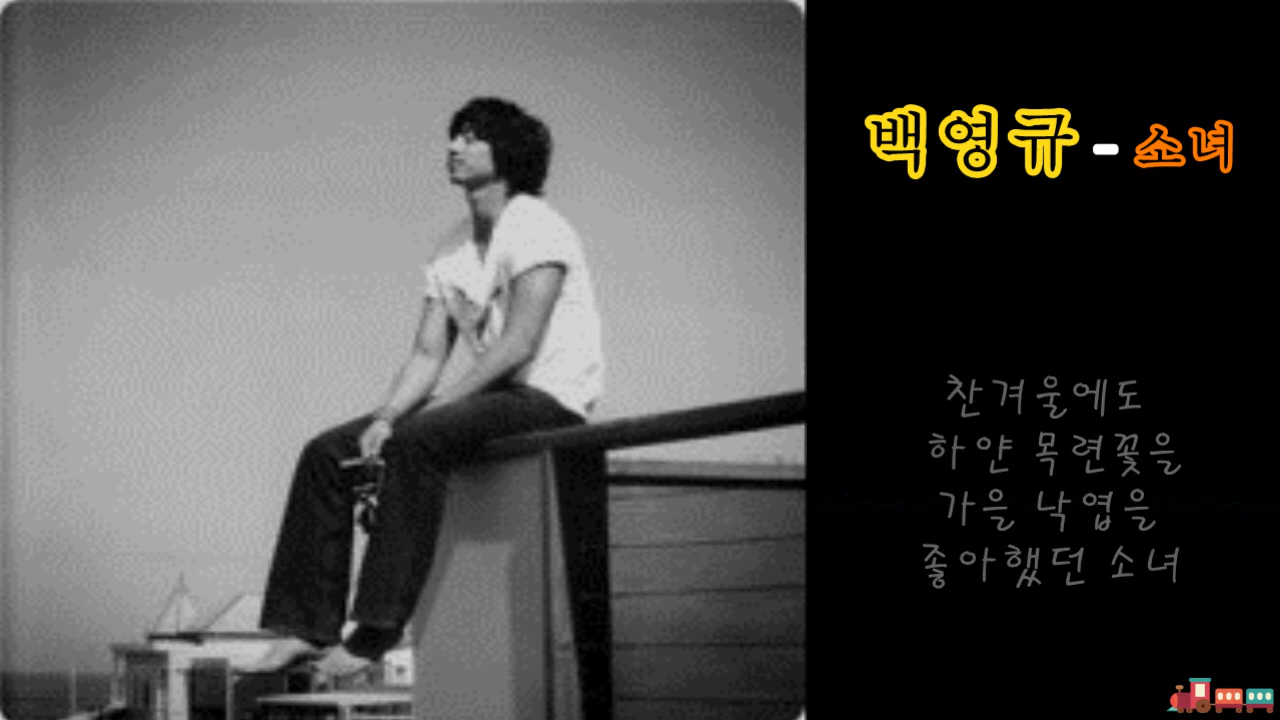 백영규 - 소녀
찬겨울에도
하얀 목련꽃을
가을 낙엽을
좋아했던 소녀